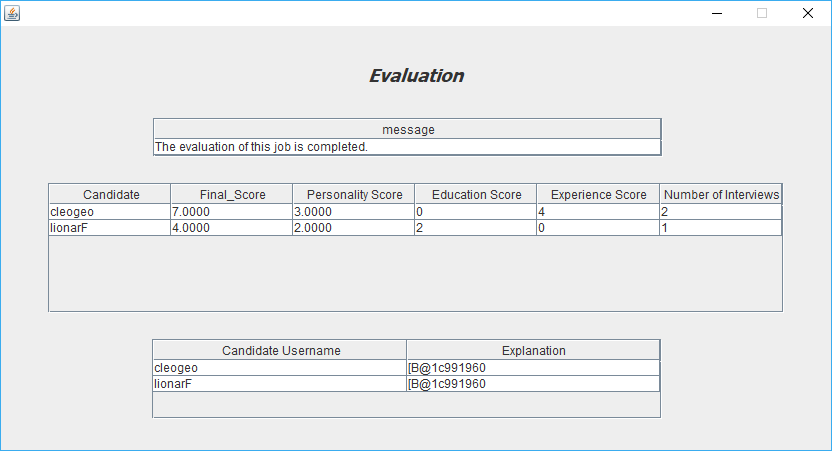 Evaluation
message
The evaluation of this job is completed.
Candidate Final_Score Personality Score Education Score Experience Score Number of Interviews
cleogeo 7.0000 3.0000 0 4 2
lionarF 4.0000 2.0000 2 0 1
Candidate Username Explanation
cleogeo [B@1c991960
lionarF [B@1c991960